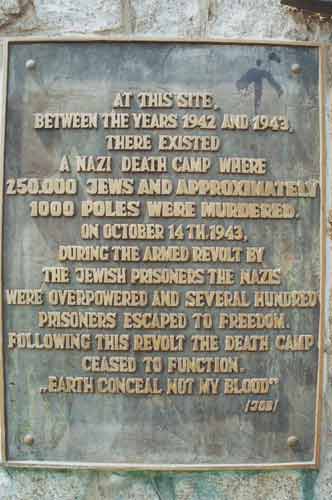 AT THIS SITE,
BETWEEN THE YEARS 1942 AND 1943,
THERE EXISTED
A NAZI DEATH CAMP WHERE
250.000 JEWS AND APPROXIMATELY
1000 POLES WERE MURDERED.
ON OCTOBER 14 TH.1943,
DURING THE ARMED REVOLT BY
THE JEWISH PRISONERS THE NAZIS
WERE OVERPOWERED AND SEVERAL HUNDRED
PRISONERS ESCAPED TO FREEDOM.
FOLLOWING THIS REVOLT THE DEATH CAMP
CEASED TO FUNCTION.
„EARTH CONCEAL NOT MY BLOOD"
/JOB/